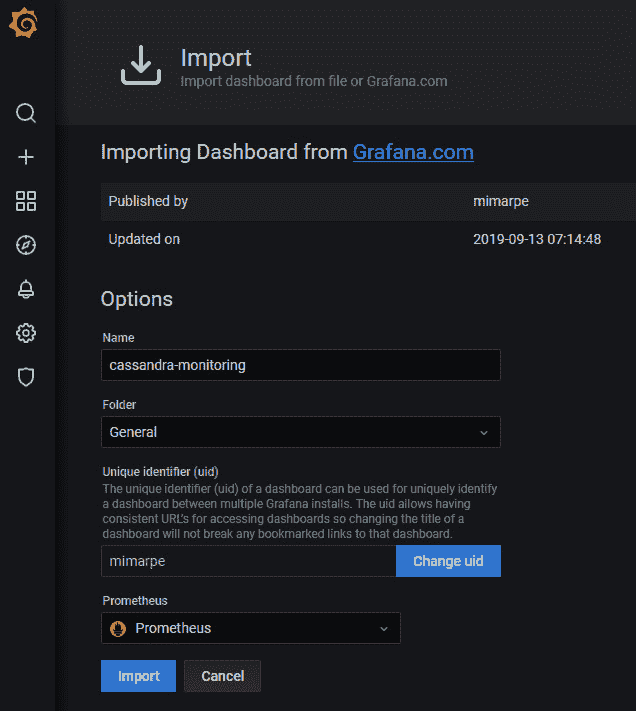 Import
Import dashboard from file or Grafana.com
Importing Dashboard from Grafana.com
Published by mimarpe
Updated on 2019-09-13 07:14:48
Options
Name
cassandra-monitoring
Folder
General
Unique identifier (uid)
The unique identifier (uid) of a dashboard can be used for uniquely identify
a dashboard between multiple Grafana installs. The uid allows having
consistent URL's for accessing dashboards so changing the title of a
dashboard will not break any bookmarked links to that dashboard.
mimarpe Change uid
Prometheus
Prometheus
Import Cancel